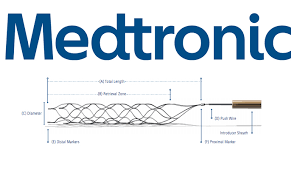 Medtronic
(A) Total Length
(B) Retrieval Zone
(C) Diameter
(D) Push Wire
Introducer Sheath
(E) Distal Markers
(F) Proximal Marker